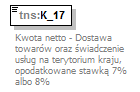 tns:K_17
Kwota netto - Dostawa
towarów oraz świadczenie
usług na terytorium kraju,
opodatkowane stawką 7%
albo 8%